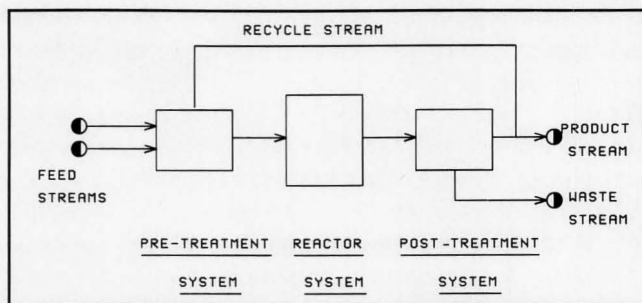 RECYCLE STREAM
PRODUCT
STREAM
FEED
STREAMS
WASTE
STREAM
PRE-TREATMENT
SYSTEM
REACTOR
SYSTEM
POST-TREATMENT
SYSTEM